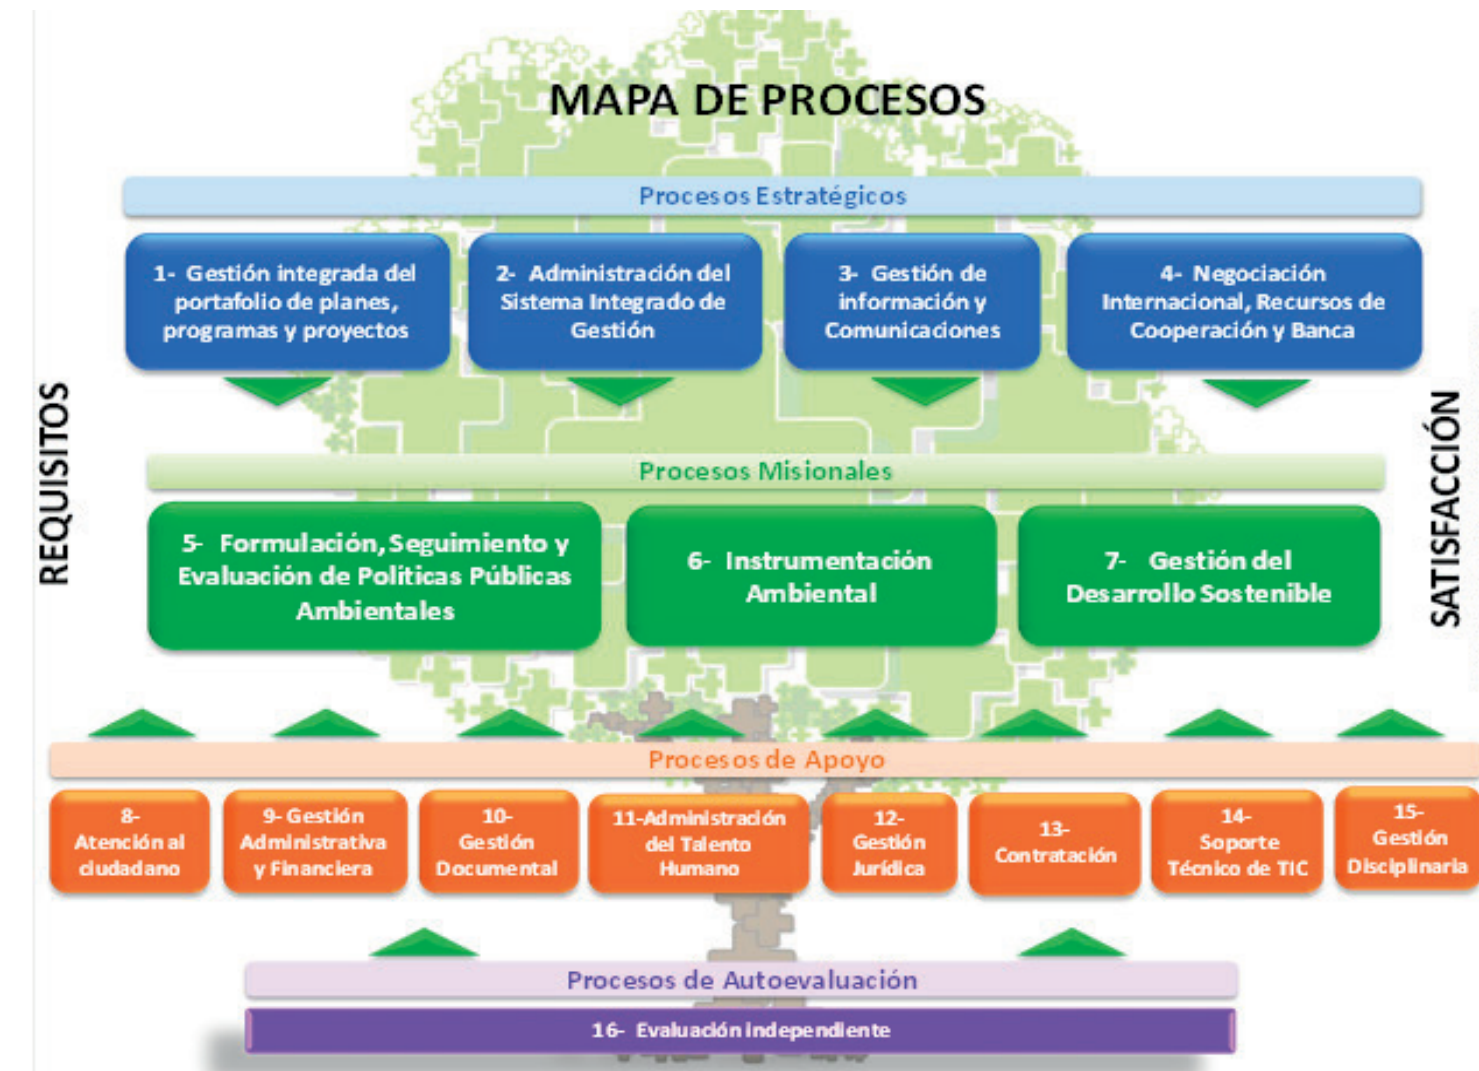 MAPA DE PROCESOS
Procesos Estratégicos
1- Gestión integrada del
portafolio de planes,
programas y proyectos
2- Administración del
Sistema Integrado de
Gestión
3- Gestión de
información y
Comunicaciones
4- Negociación
Internacional, Recursos de
Cooperación y Banca
REQUISITOS
SATISFACCIÓN
Procesos Misionales
5- Formulación, Seguimiento y
Evaluación de Políticas Públicas
Ambientales
6- Instrumentación
Ambiental
7- Gestión del
Desarrollo Sostenible
Procesos de Apoyo
8-
Atención al
ciudadano
9- Gestión
Administrativa
y Financiera
10-
Gestión
Documental
11-Administración
del Talento
Humano
12-
Gestión
Jurídica
13-
Contratación
14-
Soporte
Técnico de TIC
15-
Gestión
Disciplinaria
Procesos de Autoevaluación
16- Evaluación independiente